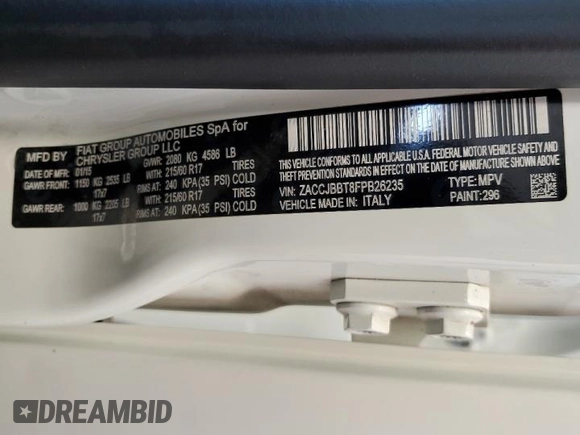 MFD BY FIAT GROUP AUTOMOBILES SpA for
CHRYSLER GROUP LLC
DATE OF MFR: 01/15 GVWR: 2080 KG 4586 LB
GAWR FRONT: 1150 KG 2535 LB WITH: 215/60 R17 TIRE
17x7 RIMS AT: 240 KPA(35 PSI) COLD
GAWR REAR: 1000 KG 2205 LB WITH: 215/60 R17 TIRE
17x7 RIMS AT: 240 KPA(35 PSI) COLD
THIS VEHICLE CONFORMS TO ALL APPLICABLE U.S.A. FEDERAL MOTOR
VEHICLE SAFETY, BUMPER AND
THEFT PREVENTION STANDARDS IN EFFECT ON THE DATE OF MFR SHOWN ABOVE.
VIN: ZACCJBBT8FPB26235 TYPE: MPV
VEHICLE MADE IN: ITALY PAINT: 296
DREAMBID